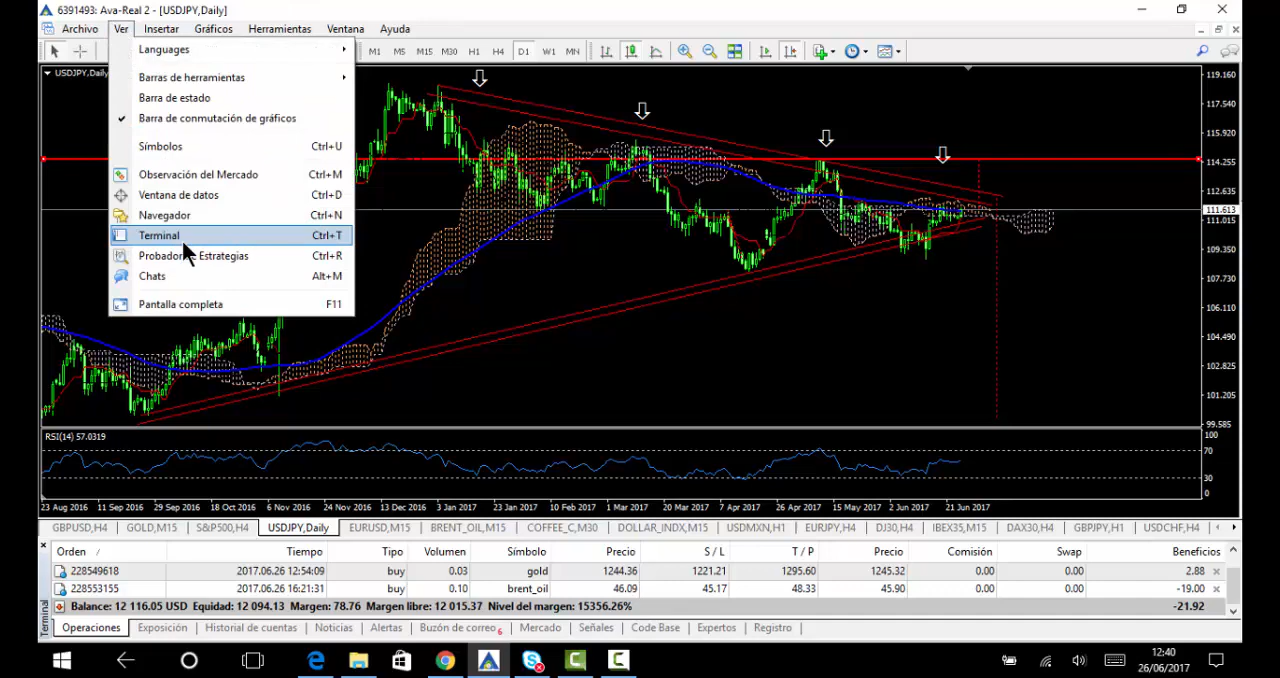 6391493: Ava-Real 2 - [USDJPY,Daily]
Archivo Ver Insertar Gráficos Herramientas Ventana Ayuda
M1 M5 M15 M30 H1 H4 D1 W1 MN
Languages
Barras de herramientas
Barra de estado
Barra de conmutación de gráficos
Símbolos Ctrl+U
Observación del Mercado Ctrl+M
Ventana de datos Ctrl+D
Navegador Ctrl+N
Terminal Ctrl+T
Probador de Estrategias Ctrl+R
Chats Alt+M
Pantalla completa F11
USDJPY,Daily
119.160
117.540
115.920
114.255
112.635
111.613
111.015
109.350
107.730
106.110
104.490
102.825
101.205
99.585
RSI(14) 57.0319
100
70
30
0
23 Aug 2016 11 Sep 2016 29 Sep 2016 18 Oct 2016 6 Nov 2016 24 Nov 2016 13 Dec 2016 3 Jan 2017 23 Jan 2017 10 Feb 2017 1 Mar 2017 20 Mar 2017 7 Apr 2017 26 Apr 2017 15 May 2017 2 Jun 2017 21 Jun 2017
GBPUSD,H4 GOLD,M15 S&P500,H4 USDJPY,Daily EURUSD,M15 BRENT_OIL,M15 COFFEE_C,M30 DOLLAR_INDX,M15 USDMXN,H1 EURJPY,H4 DJ30,H4 IBEX35,M15 DAX30,H4 GBPJPY,H1 USDCHF,H4
Orden / Tiempo Tipo Volumen Símbolo Precio S / L T / P Precio Comisión Swap Beneficios
228549618 2017.06.26 12:54:09 buy 0.03 gold 1244.36 1221.21 1295.60 1245.32 0.00 0.00 2.88
228553155 2017.06.26 16:21:31 buy 0.10 brent_oil 46.09 45.17 48.33 45.90 0.00 0.00 -19.00
Balance: 12 116.05 USD Equidad: 12 094.13 Margen: 78.76 Margen libre: 12 015.37 Nivel del margen: 15356.26% -21.92
Terminal
Operaciones Exposición Historial de cuentas Noticias Alertas Buzón de correo 6 Mercado Señales Code Base Expertos Registro
12:40
26/06/2017